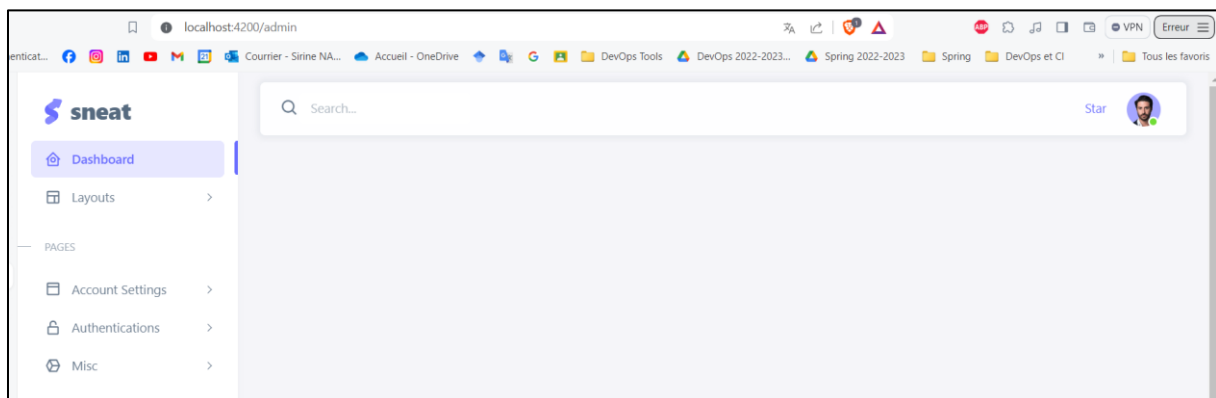 localhost:4200/admin
VPN
Erreur
enticat...
Courrier - Sirine NA...
Accueil - OneDrive
DevOps Tools
DevOps 2022-2023...
Spring 2022-2023
Spring
DevOps et CI
»
Tous les favoris
sneat
Search...
Star
Dashboard
Layouts
PAGES
Account Settings
Authentications
Misc